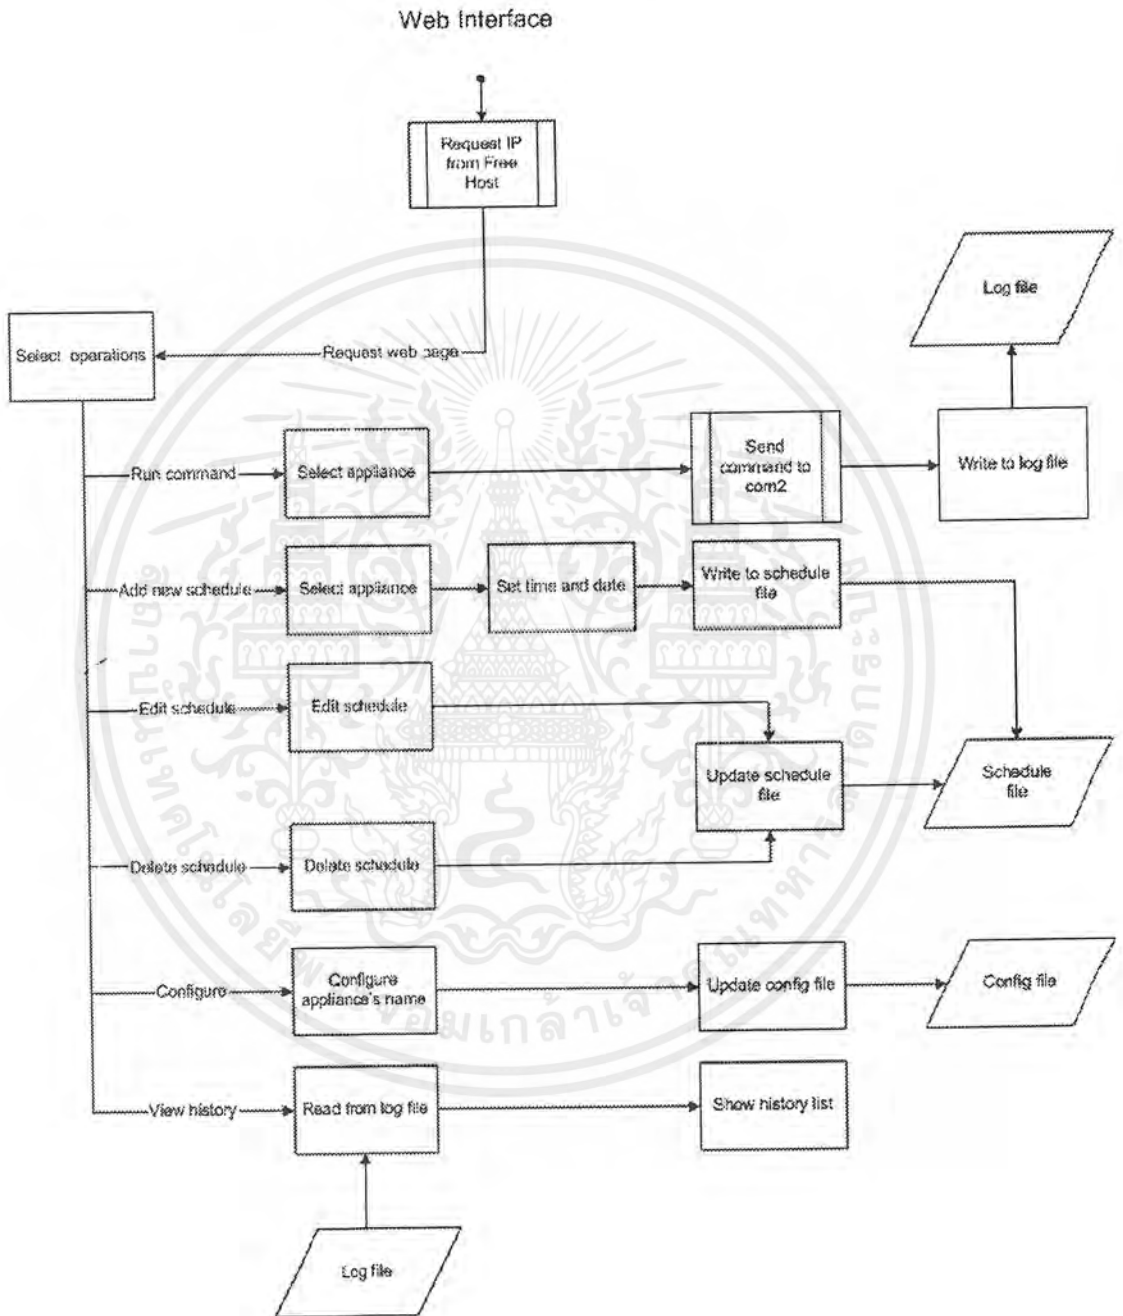 Web Interface
Request IP
from Free
Host
Log file
Select operations
Request web page
Run command
Select appliance
Send
command to
com2
Write to log file
Add new schedule
Select appliance
Set time and date
Write to schedule
file
Edit schedule
Edit schedule
Update schedule
file
Schedule
file
Delete schedule
Delete schedule
Configure
Configure
appliance's name
Update config file
Config file
View history
Read from log file
Show history list
Log file